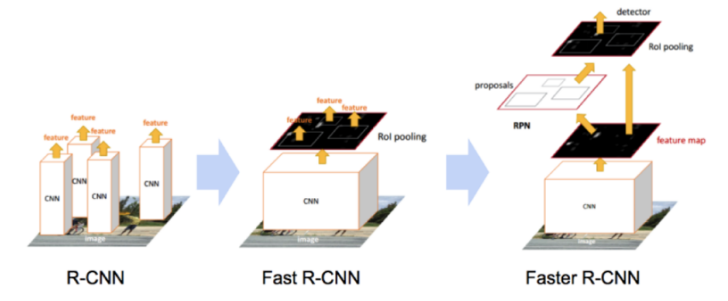 feature
feature
feature
feature
CNN
CNN
CNN
CNN
image
R-CNN
feature
feature
feature
RoI pooling
CNN
image
Fast R-CNN
detector
RoI pooling
proposals
RPN
feature map
CNN
image
Faster R-CNN